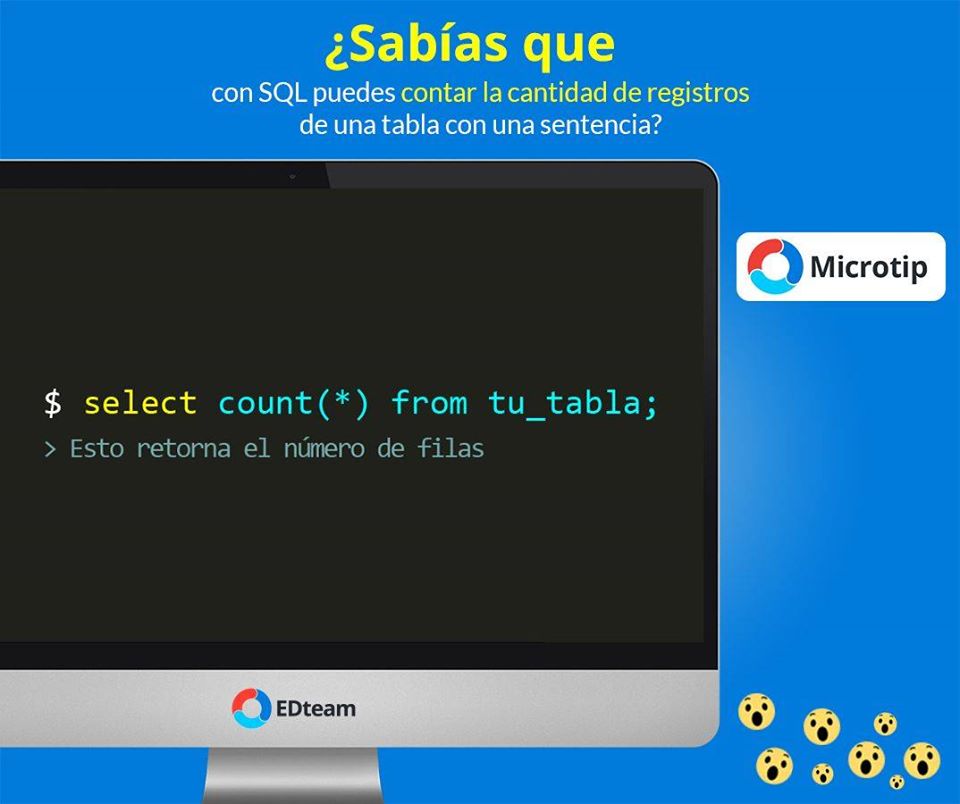 ¿Sabías que
con SQL puedes contar la cantidad de registros
de una tabla con una sentencia?
Microtip
$ select count(*) from tu_tabla;
> Esto retorna el número de filas
EDteam